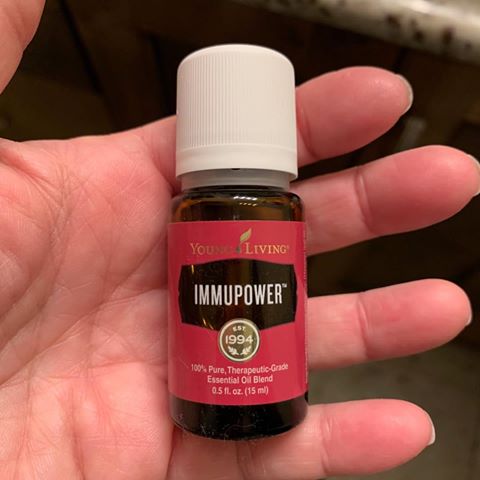 YOUNG LIVING®
IMMUPOWER™
EST.
1994
100% Pure, Therapeutic-Grade
Essential Oil Blend
0.5 fl. oz. (15 ml)